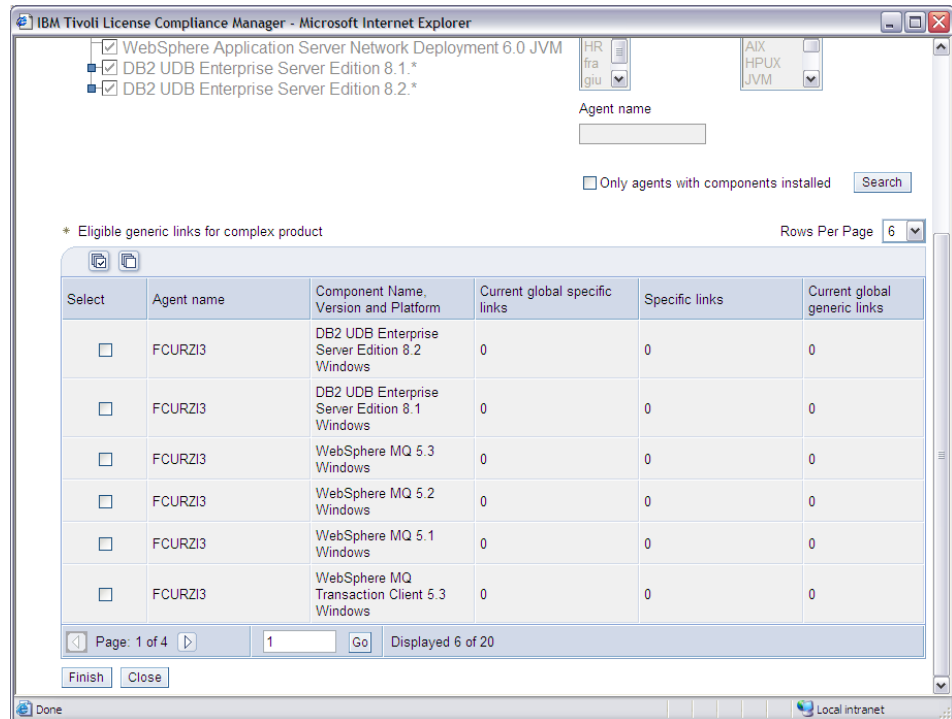 IBM Tivoli License Compliance Manager - Microsoft Internet Explorer
WebSphere Application Server Network Deployment 6.0 JVM
DB2 UDB Enterprise Server Edition 8.1.*
DB2 UDB Enterprise Server Edition 8.2.*
HR
fra
giu
AIX
HPUX
JVM
Agent name
Only agents with components installed
Search
* Eligible generic links for complex product
Rows Per Page 6
Select
Agent name
Component Name,
Version and Platform
Current global specific
links
Specific links
Current global
generic links
FCURZI3
DB2 UDB Enterprise
Server Edition 8.2
Windows
0
0
0
FCURZI3
DB2 UDB Enterprise
Server Edition 8.1
Windows
0
0
0
FCURZI3
WebSphere MQ 5.3
Windows
0
0
0
FCURZI3
WebSphere MQ 5.2
Windows
0
0
0
FCURZI3
WebSphere MQ 5.1
Windows
0
0
0
FCURZI3
WebSphere MQ
Transaction Client 5.3
Windows
0
0
0
Page: 1 of 4
1
Go
Displayed 6 of 20
Finish
Close
Done
Local intranet